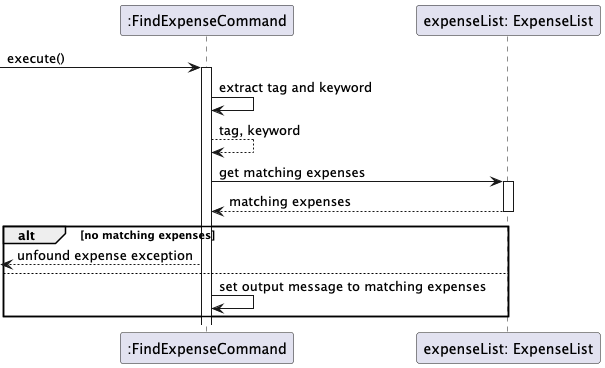 :FindExpenseCommand
expenseList: ExpenseList
execute()
extract tag and keyword
tag, keyword
get matching expenses
matching expenses
alt
[no matching expenses]
unfound expense exception
set output message to matching expenses
:FindExpenseCommand
expenseList: ExpenseList